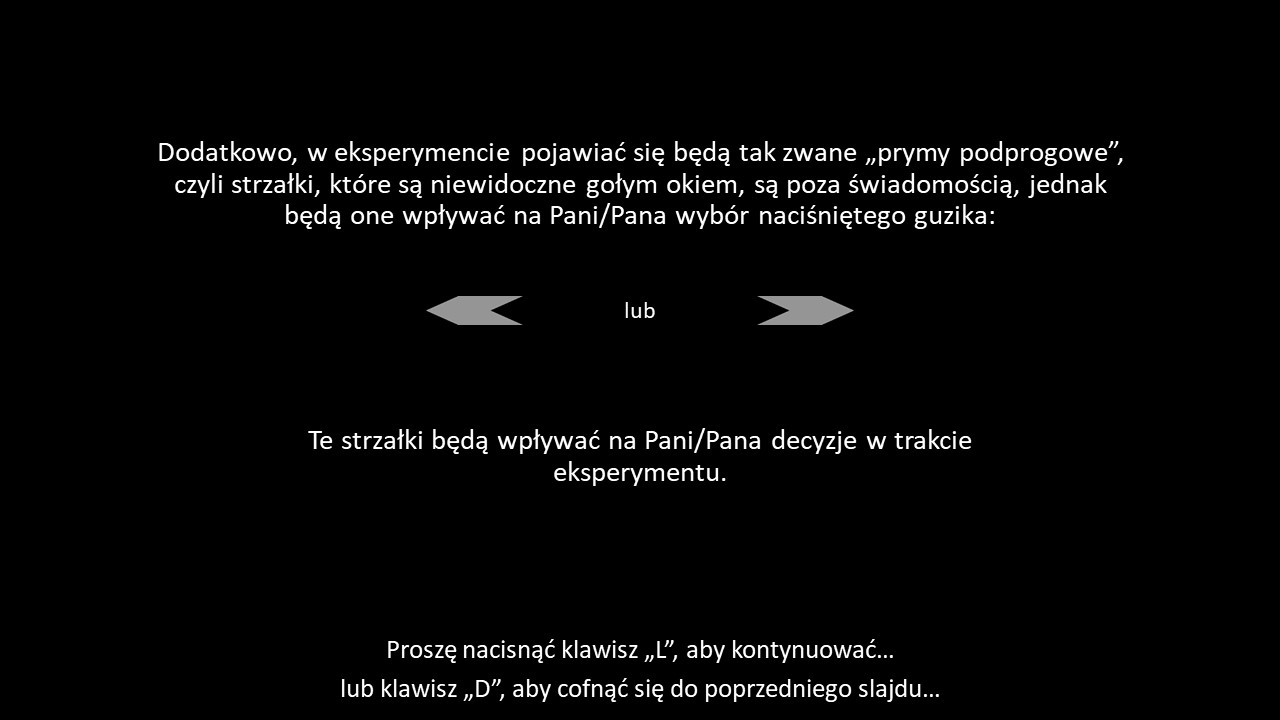 Dodatkowo, w eksperymencie pojawiać się będą tak zwane „prymy podprogowe”,
czyli strzałki, które są niewidoczne gołym okiem, są poza świadomością, jednak
będą one wpływać na Pani/Pana wybór naciśniętego guzika:
lub
Te strzałki będą wpływać na Pani/Pana decyzje w trakcie
eksperymentu.
Proszę nacisnąć klawisz „L”, aby kontynuować…
lub klawisz „D”, aby cofnąć się do poprzedniego slajdu…